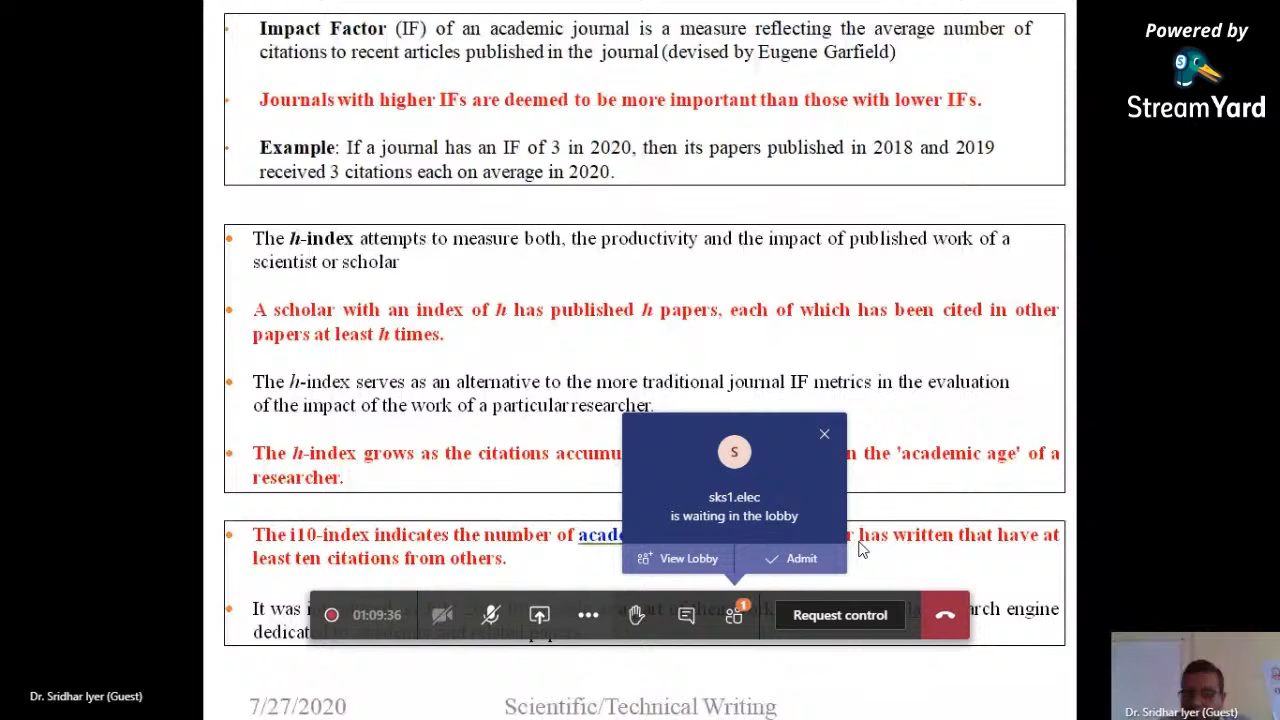 Impact Factor (IF) of an academic journal is a measure reflecting the average number of
citations to recent articles published in the journal (devised by Eugene Garfield)
Journals with higher IFs are deemed to be more important than those with lower IFs.
Example: If a journal has an IF of 3 in 2020, then its papers published in 2018 and 2019
received 3 citations each on average in 2020.
The h-index attempts to measure both, the productivity and the impact of published work of a
scientist or scholar
A scholar with an index of h has published h papers, each of which has been cited in other
papers at least h times.
The h-index serves as an alternative to the more traditional journal IF metrics in the evaluation
of the impact of the work of a particular researcher.
The h-index grows as the citations accumu n the 'academic age' of a
researcher.
The i10-index indicates the number of acade r has written that have at
least ten citations from others.
It was arch engine
dedicat
S
sks1.elec
is waiting in the lobby
View Lobby
Admit
01:09:36
1
Request control
7/27/2020
Scientific/Technical Writing
Powered by
S
StreamYard
Dr. Sridhar Iyer (Guest)
Dr. Sridhar Iyer (Guest)